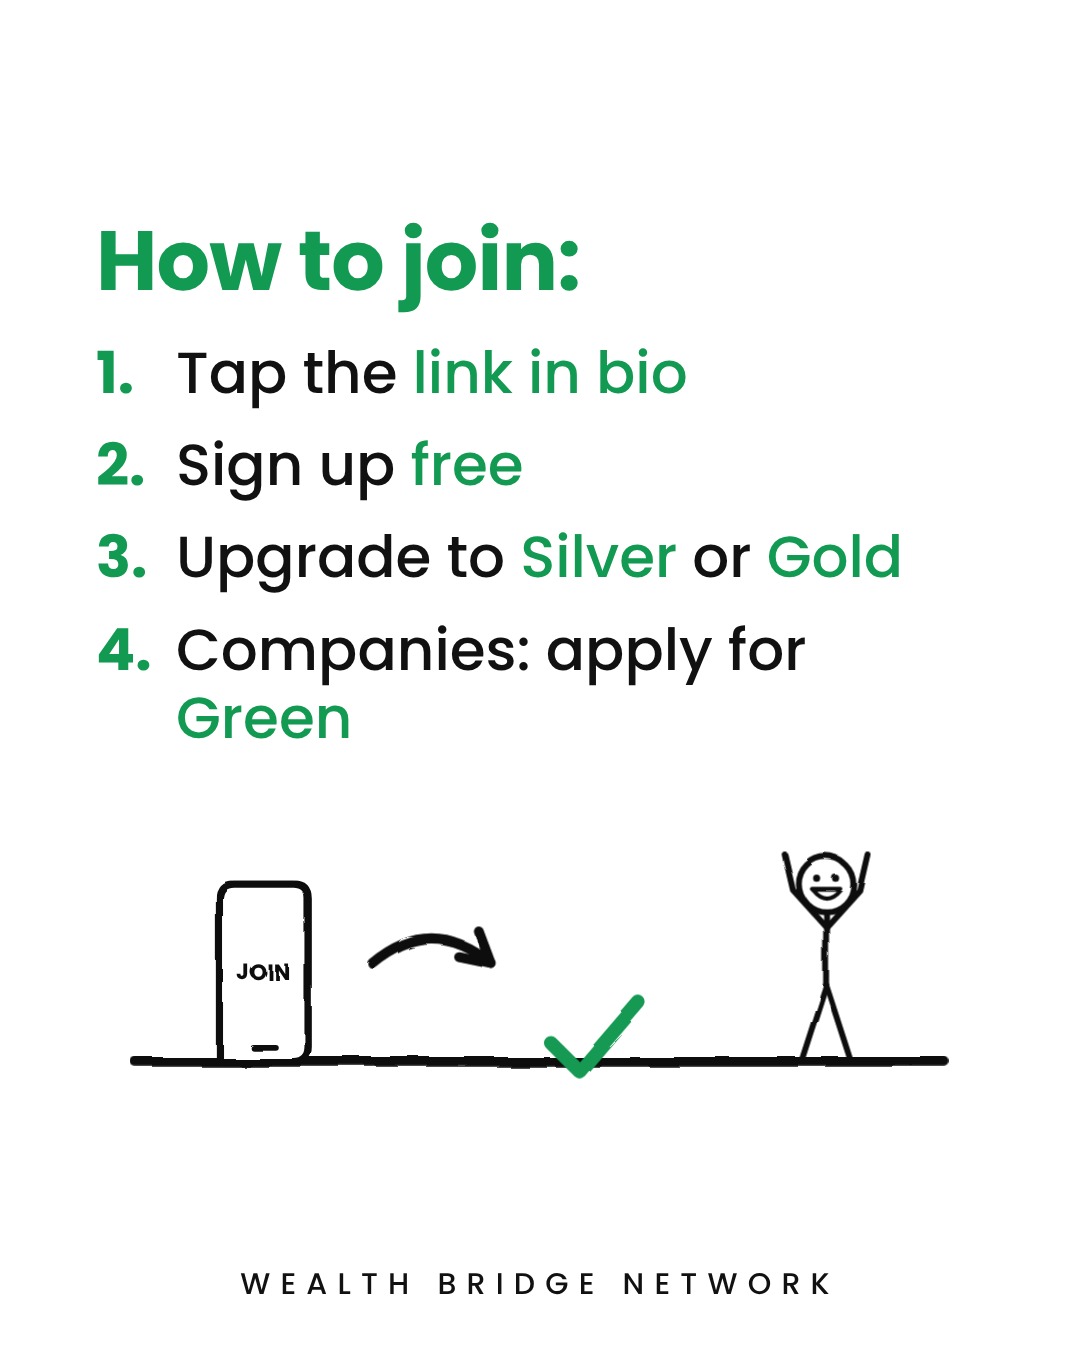 How to join:
1. Tap the link in bio
2. Sign up free
3. Upgrade to Silver or Gold
4. Companies: apply for
Green
JOIN
WEALTH BRIDGE NETWORK